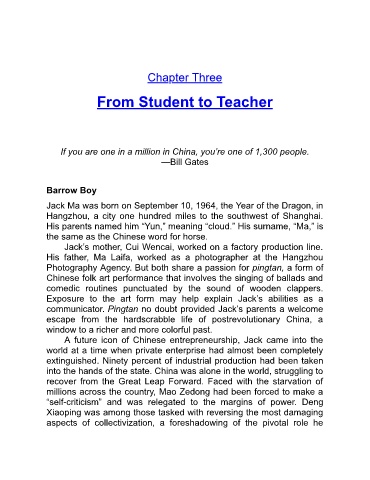 Chapter Three
From Student to Teacher
If you are one in a million in China, you’re one of 1,300 people.
—Bill Gates
Barrow Boy
Jack Ma was born on September 10, 1964, the Year of the Dragon, in
Hangzhou, a city one hundred miles to the southwest of Shanghai.
His parents named him “Yun,” meaning “cloud.” His surname, “Ma,” is
the same as the Chinese word for horse.
Jack’s mother, Cui Wencai, worked on a factory production line.
His father, Ma Laifa, worked as a photographer at the Hangzhou
Photography Agency. But both share a passion for pingtan, a form of
Chinese folk art performance that involves the singing of ballads and
comedic routines punctuated by the sound of wooden clappers.
Exposure to the art form may help explain Jack’s abilities as a
communicator. Pingtan no doubt provided Jack’s parents a welcome
escape from the hardscrabble life of postrevolutionary China, a
window to a richer and more colorful past.
A future icon of Chinese entrepreneurship, Jack came into the
world at a time when private enterprise had almost been completely
extinguished. Ninety percent of industrial production had been taken
into the hands of the state. China was alone in the world, struggling to
recover from the Great Leap Forward. Faced with the starvation of
millions across the country, Mao Zedong had been forced to make a
“self-criticism” and was relegated to the margins of power. Deng
Xiaoping was among those tasked with reversing the most damaging
aspects of collectivization, a foreshadowing of the pivotal role he